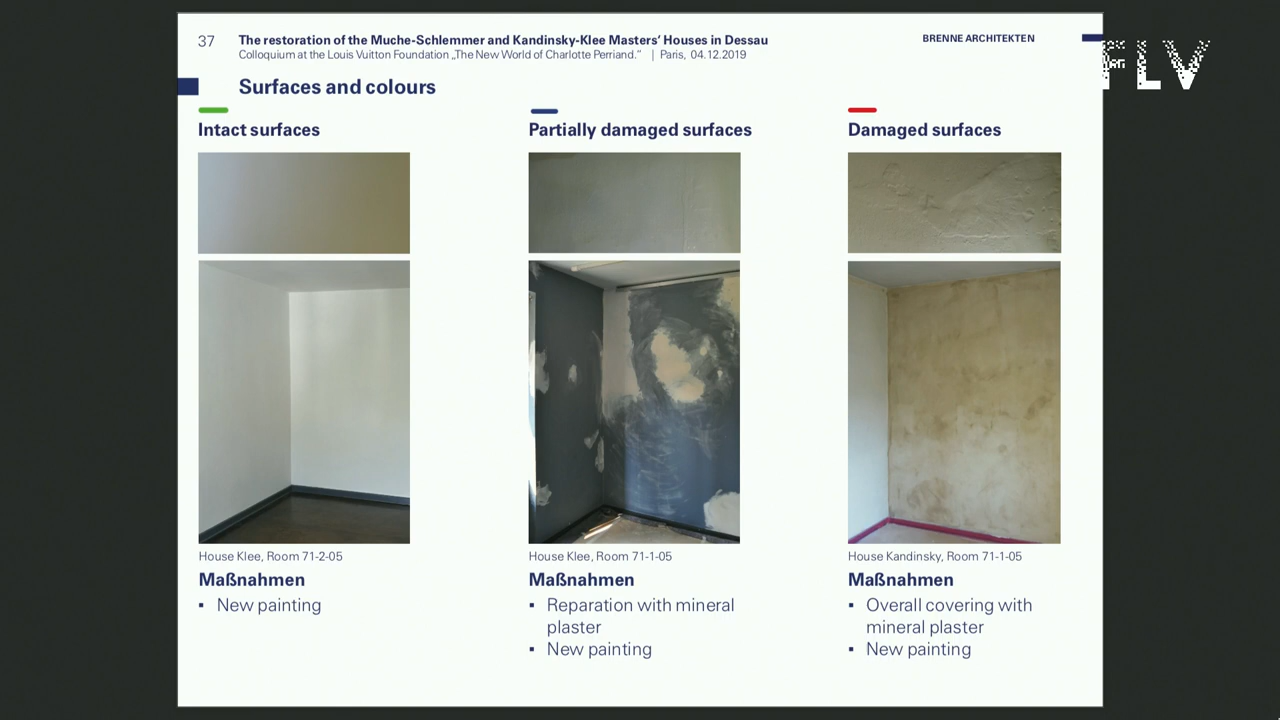 37
The restoration of the Muche-Schlemmer and Kandinsky-Klee Masters' Houses in Dessau
Colloquium at the Louis Vuitton Foundation „The New World of Charlotte Perriand.“ | Paris, 04.12.2019
BRENNE ARCHITEKTEN
FLV
Surfaces and colours
Intact surfaces
House Klee, Room 71-2-05
Maßnahmen
▪ New painting
Partially damaged surfaces
House Klee, Room 71-1-05
Maßnahmen
▪ Reparation with mineral
plaster
▪ New painting
Damaged surfaces
House Kandinsky, Room 71-1-05
Maßnahmen
▪ Overall covering with
mineral plaster
▪ New painting